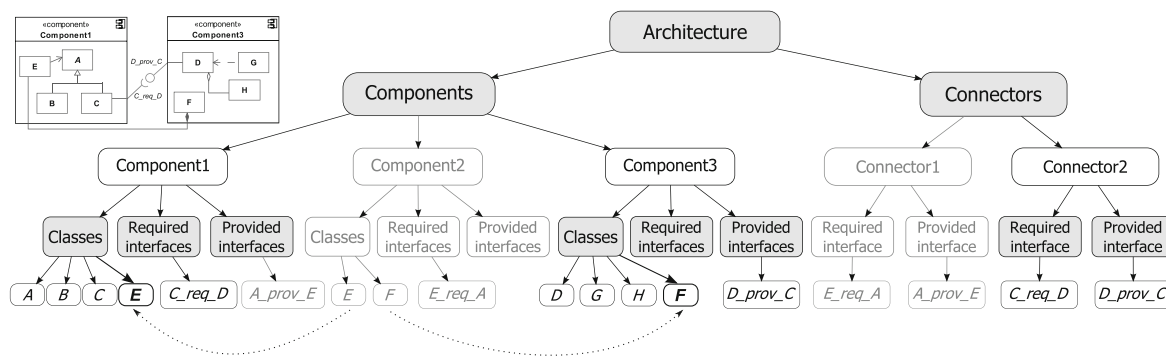 «component»
Component1
E
A
B
C
D_prov_C
C_req_D
«component»
Component3
D
G
H
F
Architecture
Components
Connectors
Component1
Component2
Component3
Connector1
Connector2
Classes
Required
interfaces
Provided
interfaces
Classes
Required
interfaces
Provided
interfaces
Classes
Required
interfaces
Provided
interfaces
Required
interface
Provided
interface
Required
interface
Provided
interface
A
B
C
E
C_req_D
A_prov_E
E
F
E_req_A
D
G
H
F
D_prov_C
E_req_A
A_prov_E
C_req_D
D_prov_C